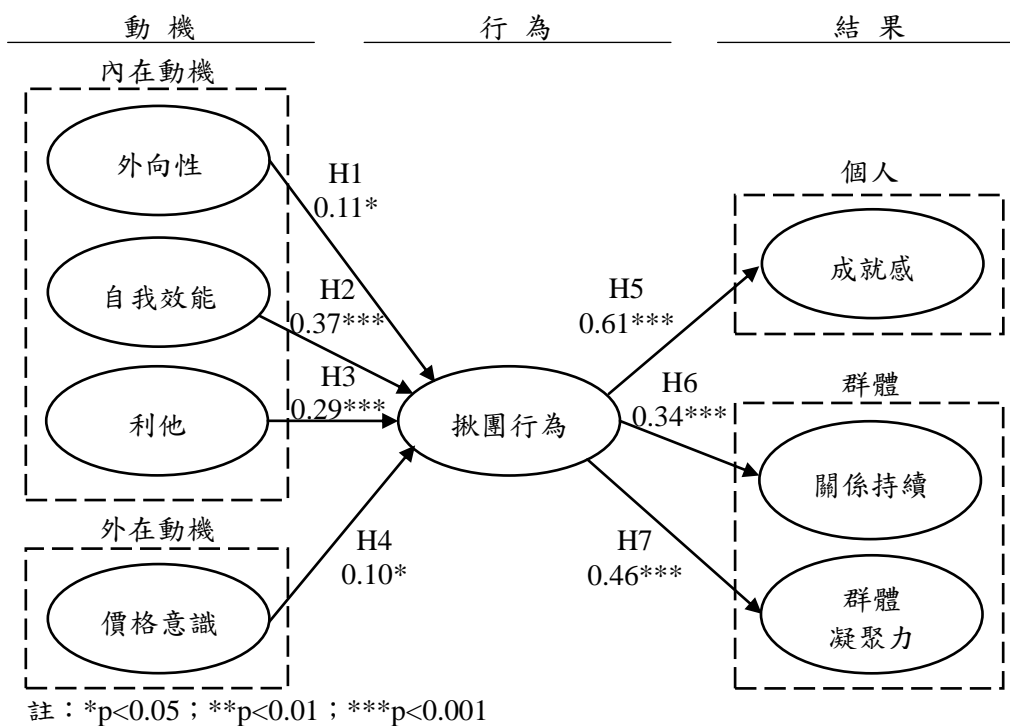 動機 行為 結果
內在動機
外向性
H1
0.11*
個人
成就感
自我效能
H2
0.37***
H5
0.61***
H3
0.29***
利他
揪團行為
群體
H6
0.34***
關係持續
外在動機
H4
0.10*
H7
0.46***
價格意識
群體
凝聚力
註：*p<0.05；**p<0.01；***p<0.001